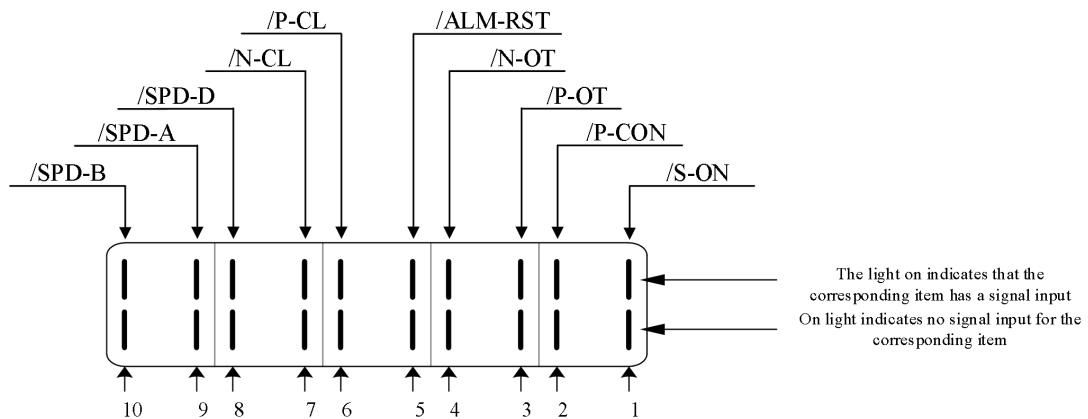 /P-CL
/ALM-RST
/N-CL
/N-OT
/SPD-D
/P-OT
/SPD-A
/P-CON
/SPD-B
/S-ON
The light on indicates that the
corresponding item has a signal input
On light indicates no signal input for the
corresponding item
10 9 8 7 6 5 4 3 2 1